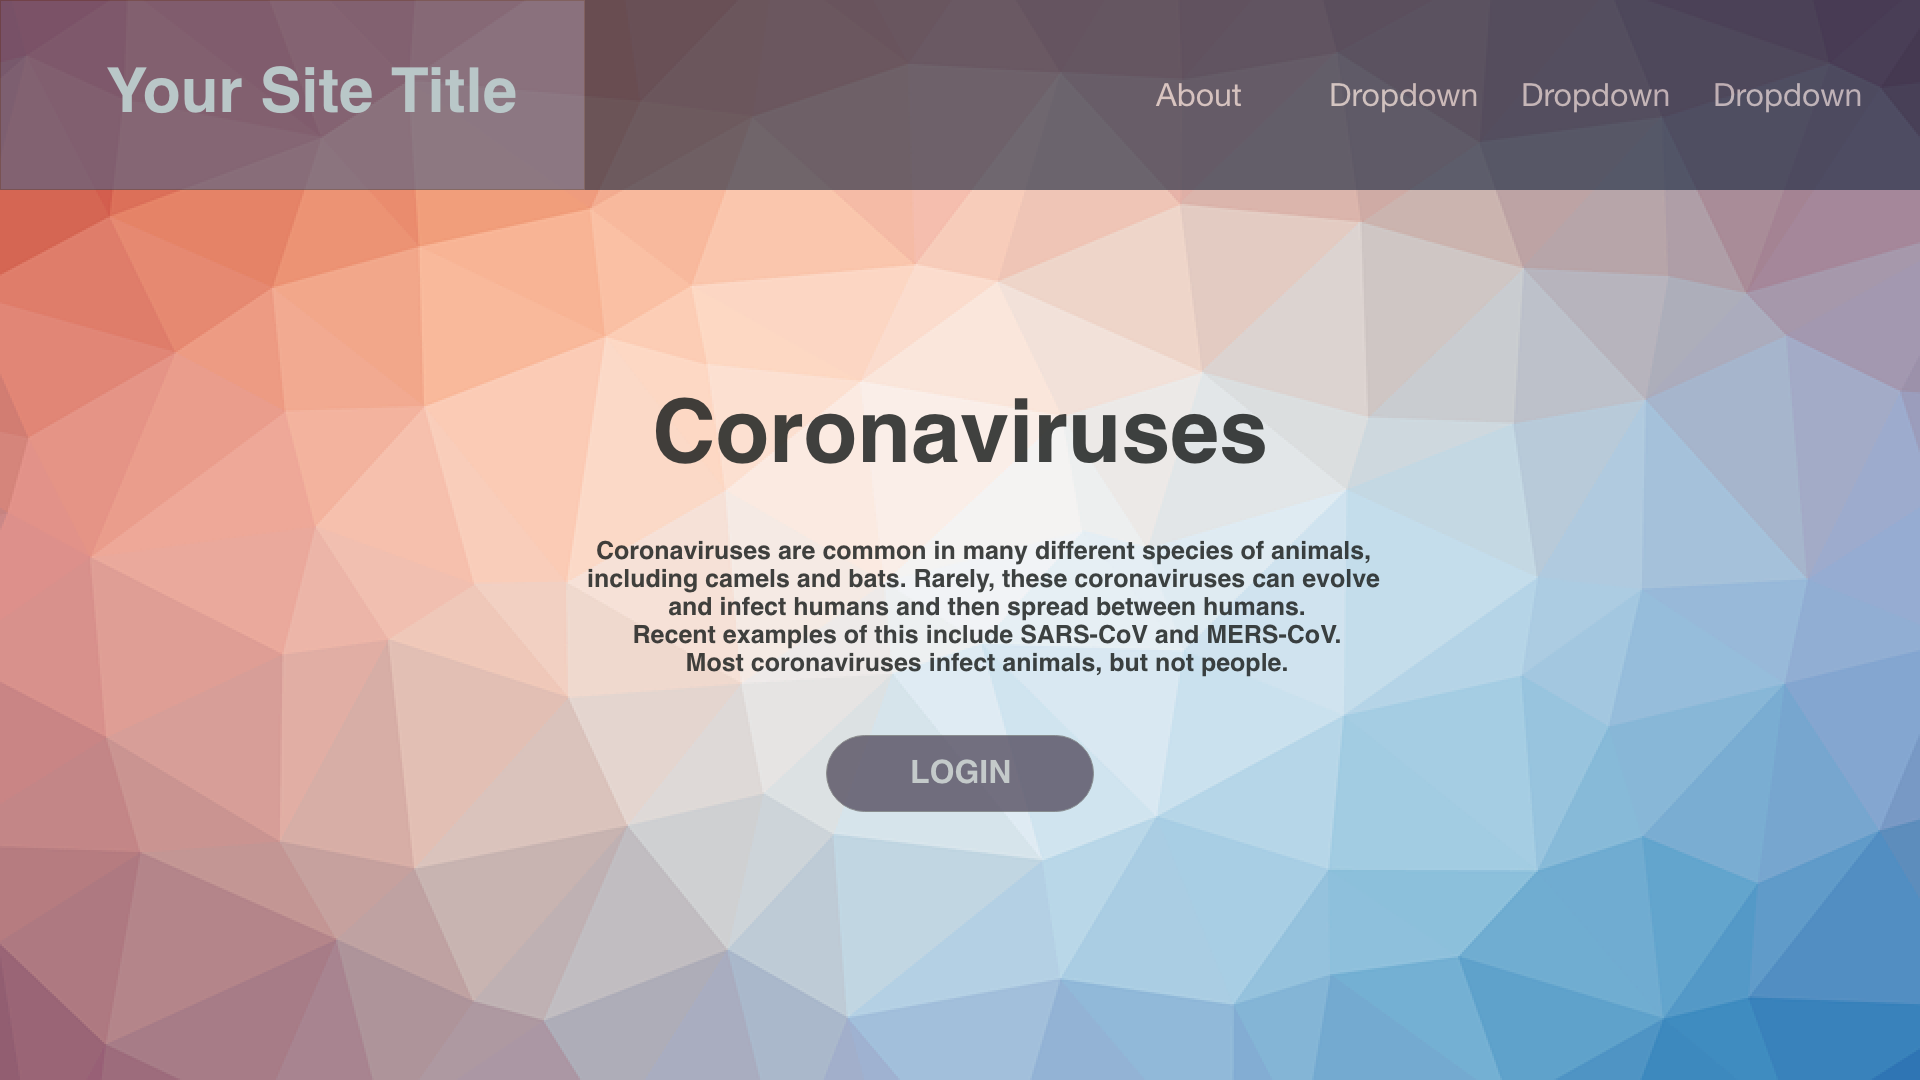 Your Site Title
About Dropdown Dropdown Dropdown
Coronaviruses
Coronaviruses are common in many different species of animals,
including camels and bats. Rarely, these coronaviruses can evolve
and infect humans and then spread between humans.
Recent examples of this include SARS-CoV and MERS-CoV.
Most coronaviruses infect animals, but not people.
LOGIN